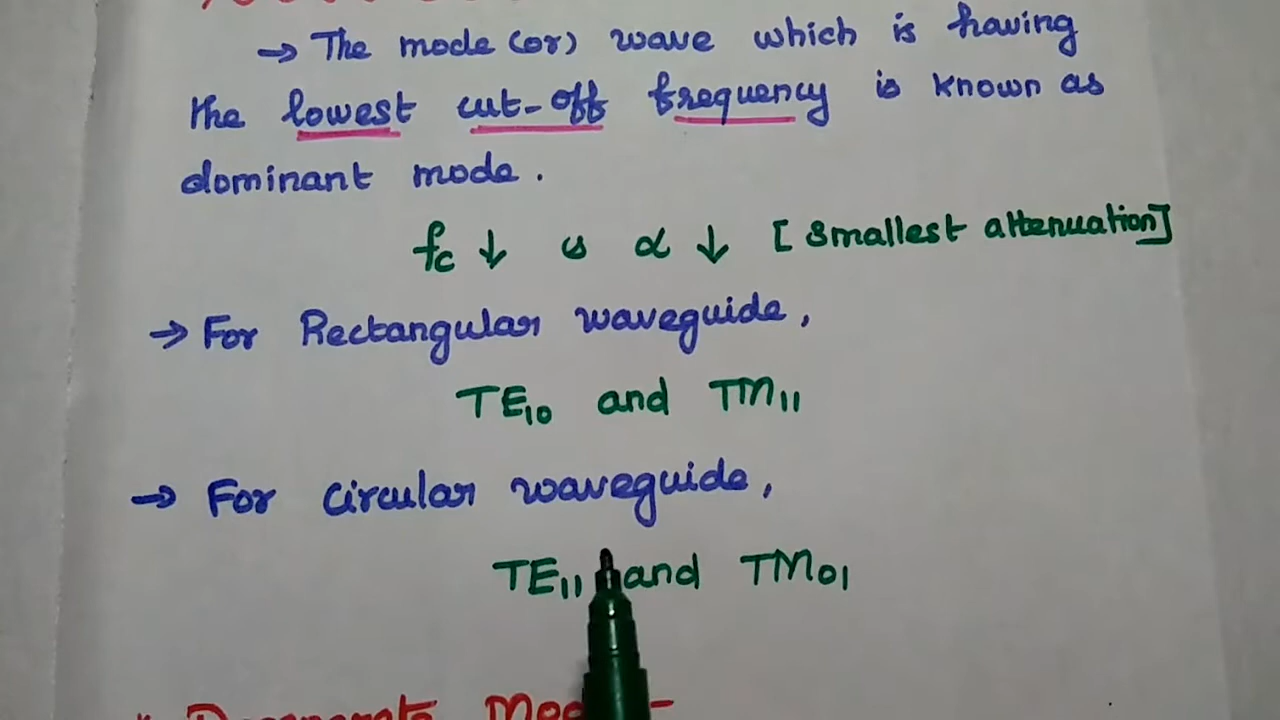 → The mode (or) wave which is having
the lowest cut-off frequency is known as
dominant mode.
fc ↓ α ↓ [smallest attenuation]
→ For Rectangular waveguide,
TE10 and TM11
→ For circular waveguide,
TE11 and TM01